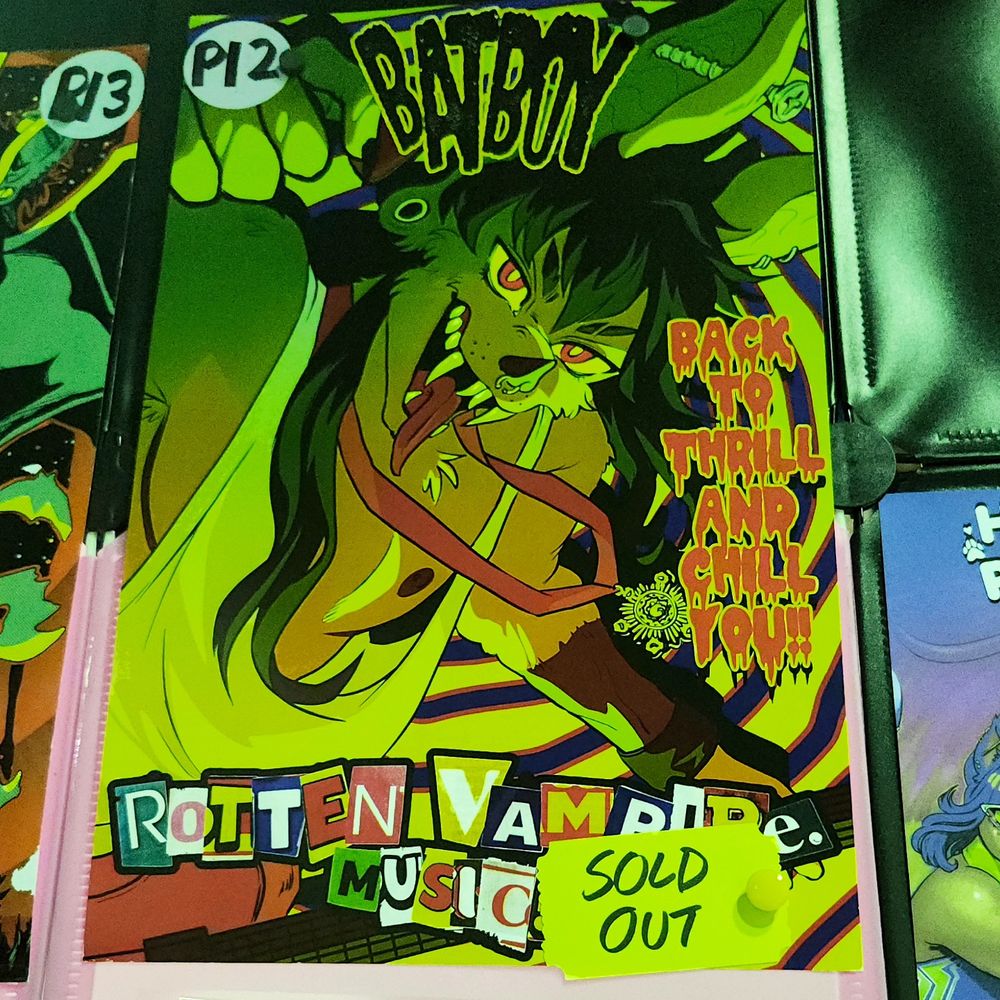 P13
P12
BATBOY
BACK
TO
THRILL
AND
CHILL
YOU!!
ROTTEN VAMPIRe.
MUSIC
SOLD
OUT